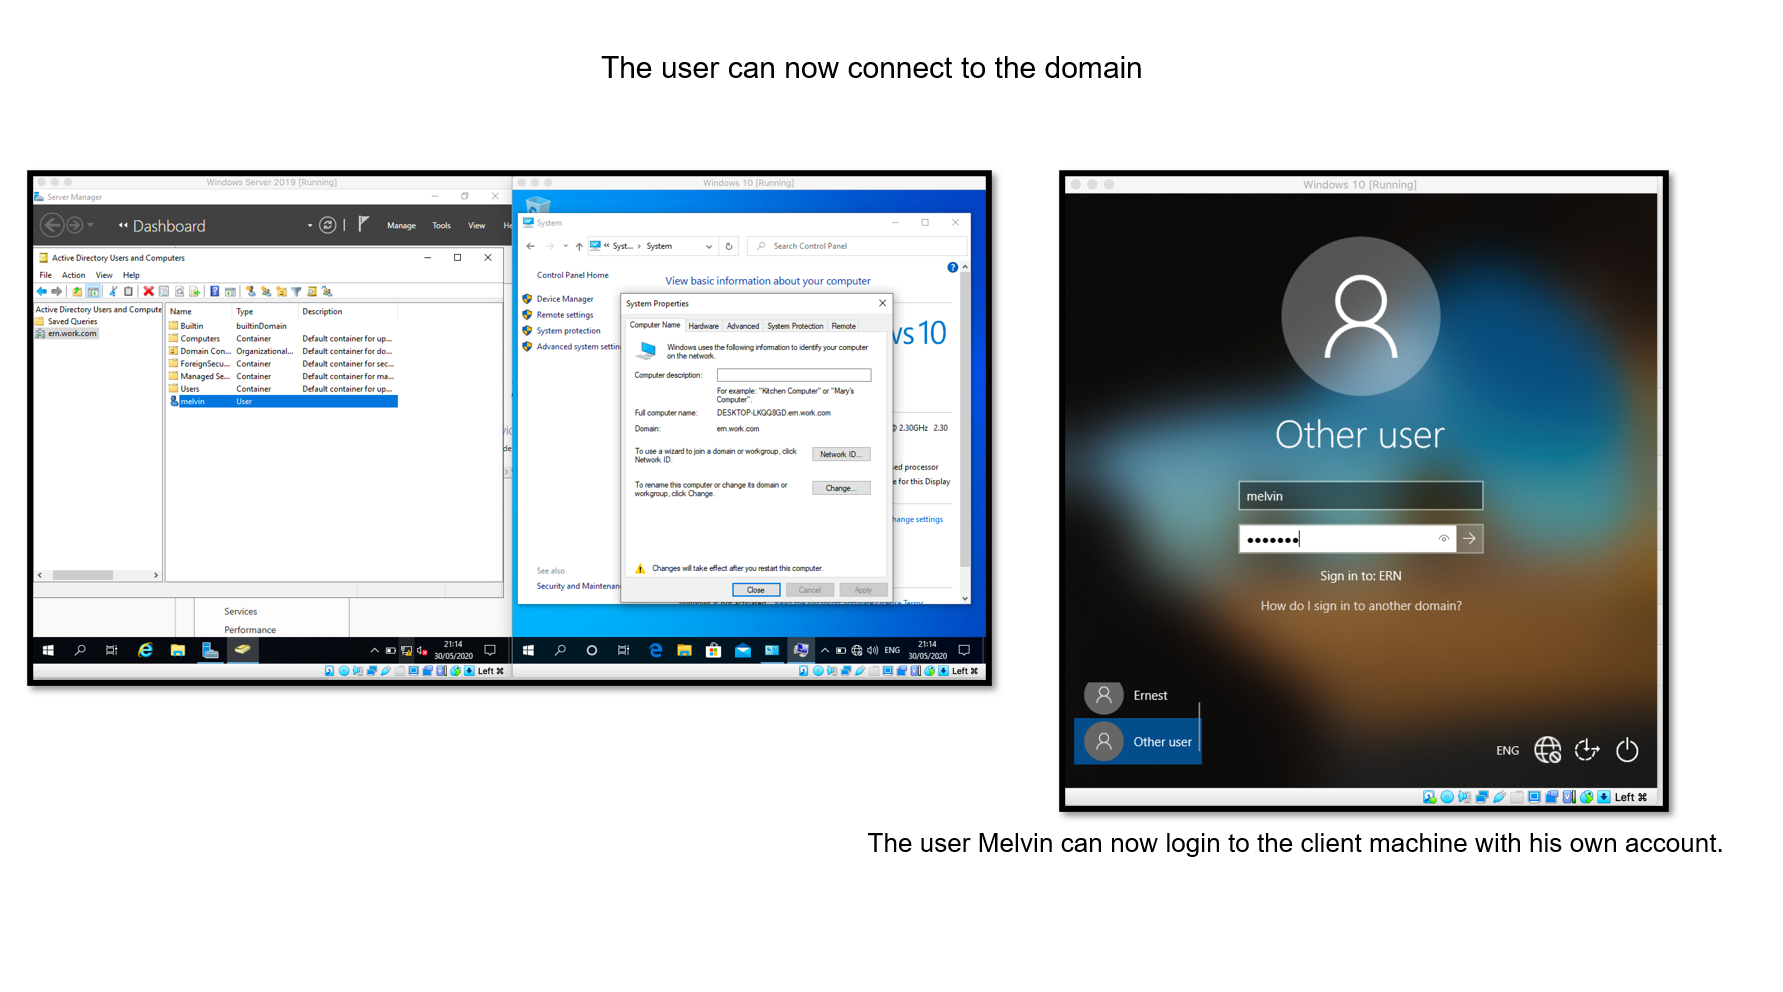 The user can now connect to the domain
Windows Server 2019 [Running]
Server Manager
Dashboard
Manage Tools View
Active Directory Users and Computers
File Action View Help
Active Directory Users and Compute
Saved Queries
ern.work.com
Name Type Description
Builtin builtinDomain
Computers Container Default container for up...
Domain Con... Organizational... Default container for do...
ForeignSecu... Container Default container for sec...
Managed Se... Container Default container for ma...
Users Container Default container for up...
melvin User
Services
Performance
21:14
30/05/2020
Left ⌘
Windows 10 [Running]
System
Syst... System
Search Control Panel
Control Panel Home
Device Manager
Remote settings
System protection
Advanced system settin
See also
Security and Maintenan
View basic information about your computer
System Properties
Computer Name Hardware Advanced System Protection Remote
Windows uses the following information to identify your computer
on the network.
Computer description:
For example: "Kitchen Computer" or "Mary's
Computer".
Full computer name: DESKTOP-LKQQ8GD.ern.work.com
Domain: ern.work.com
To use a wizard to join a domain or workgroup, click
Network ID.
Network ID...
To rename this computer or change its domain or
workgroup, click Change.
Change...
Changes will take effect after you restart this computer.
Close Cancel Apply
ws 10
2.30GHz 2.30
ed processor
e for this Display
hange settings
ENG
21:14
30/05/2020
Left ⌘
Windows 10 [Running]
Other user
melvin
Sign in to: ERN
How do I sign in to another domain?
Ernest
Other user
ENG
Left ⌘
The user Melvin can now login to the client machine with his own account.